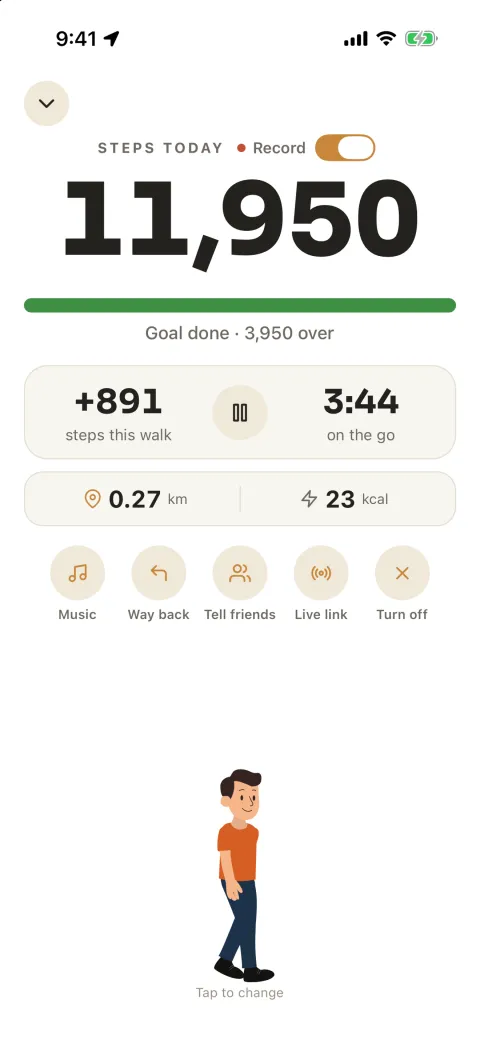 9:41
STEPS TODAY • Record
11,950
Goal done · 3,950 over
+891 3:44
steps this walk on the go
0.27 km 23 kcal
Music Way back Tell friends Live link Turn off
Tap to change